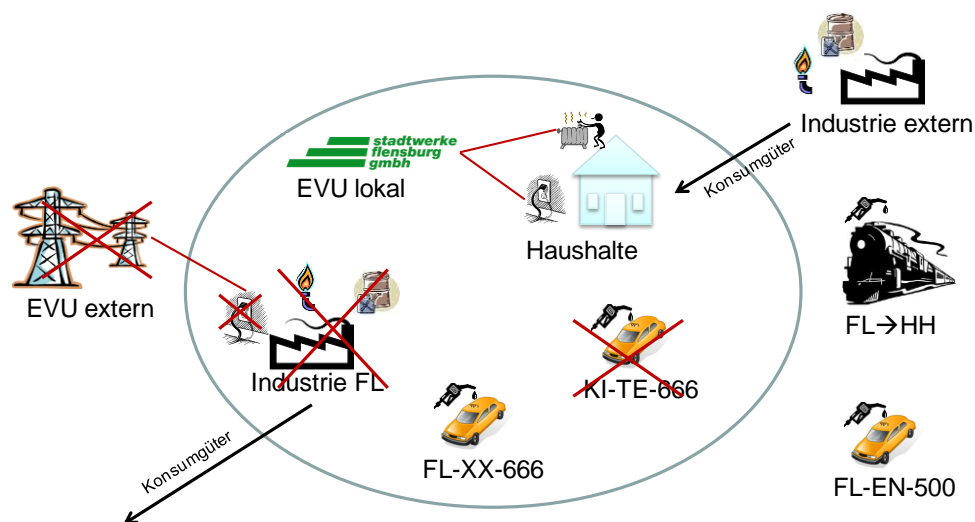 Industrie extern
Konsumgüter
stadtwerke
flensburg
gmbh
EVU lokal
Haushalte
EVU extern
FL→HH
Industrie FL
KI-TE-666
Konsumgüter
FL-XX-666
FL-EN-500